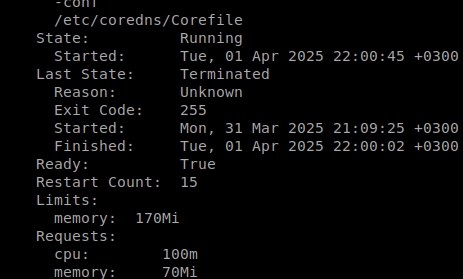 -conf
/etc/coredns/Corefile
State:          Running
Started:      Tue, 01 Apr 2025 22:00:45 +0300
Last State:     Terminated
Reason:       Unknown
Exit Code:    255
Started:      Mon, 31 Mar 2025 21:09:25 +0300
Finished:     Tue, 01 Apr 2025 22:00:02 +0300
Ready:          True
Restart Count:  15
Limits:
memory:  170Mi
Requests:
cpu:        100m
memory:     70Mi